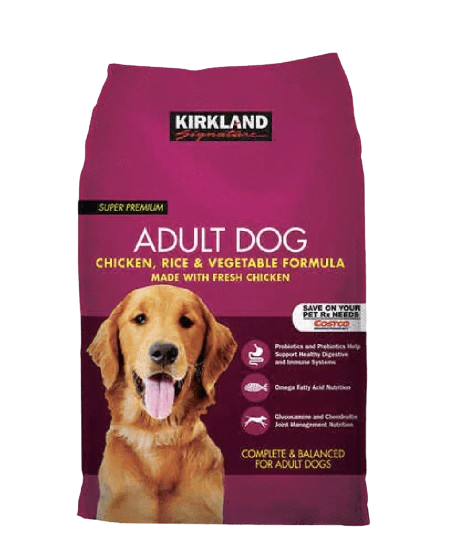 KIRKLAND
Signature
SUPER PREMIUM
ADULT DOG
CHICKEN, RICE & VEGETABLE FORMULA
MADE WITH FRESH CHICKEN
SAVE ON YOUR
PET Rx NEEDS
COSTCO
Probiotics and Prebiotics Help
Support Healthy Digestive
and Immune Systems
Omega Fatty Acid Nutrition
Glucosamine and Chondroitin
Joint Management Nutrition
COMPLETE & BALANCED
FOR ADULT DOGS